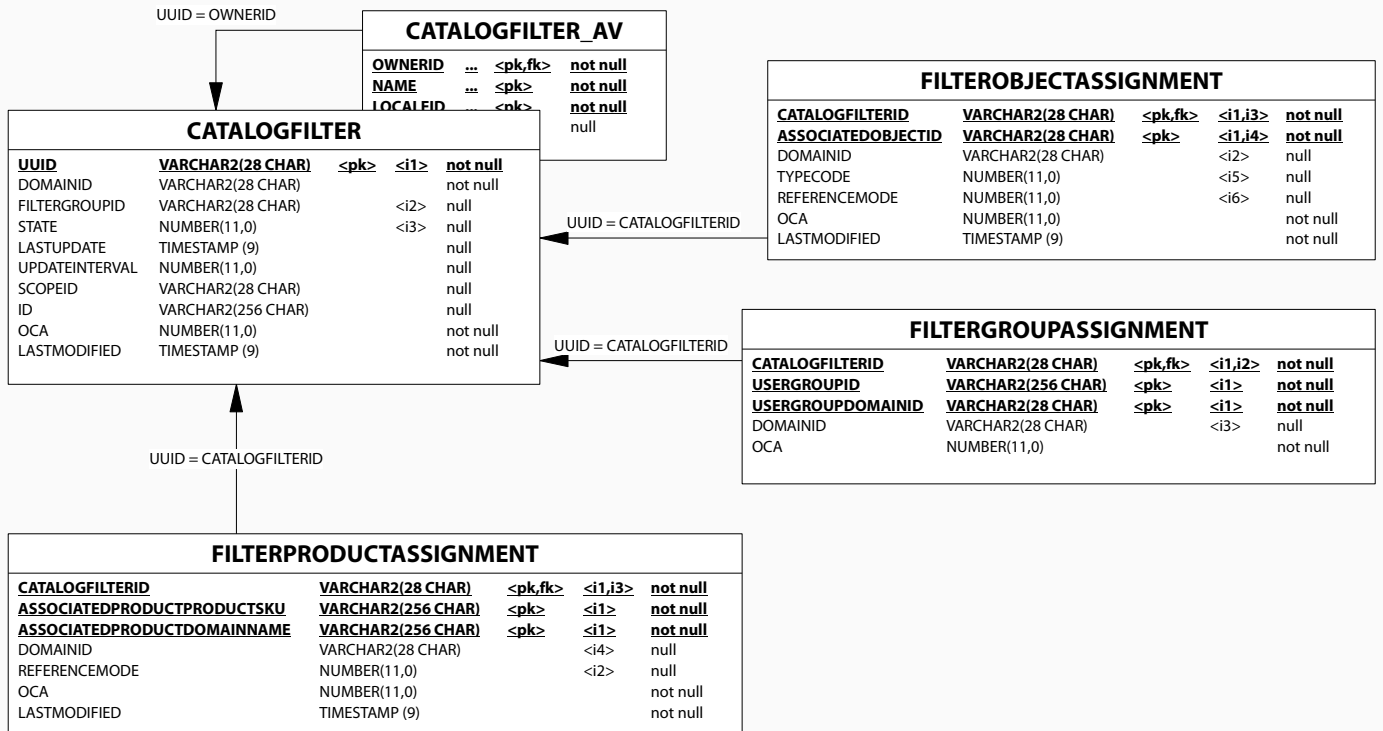 UUID = OWNERID
CATALOGFILTER_AV
OWNERID ... <pk,fk> not null
NAME ... <pk> not null
LOCALEID ... <pk> not null
null
CATALOGFILTER
UUID VARCHAR2(28 CHAR) <pk> <i1> not null
DOMAINID VARCHAR2(28 CHAR) not null
FILTERGROUPID VARCHAR2(28 CHAR) <i2> null
STATE NUMBER(11,0) <i3> null
LASTUPDATE TIMESTAMP (9) null
UPDATEINTERVAL NUMBER(11,0) null
SCOPEID VARCHAR2(28 CHAR) null
ID VARCHAR2(256 CHAR) null
OCA NUMBER(11,0) not null
LASTMODIFIED TIMESTAMP (9) not null
FILTEROBJECTASSIGNMENT
CATALOGFILTERID VARCHAR2(28 CHAR) <pk,fk> <i1,i3> not null
ASSOCIATEDOBJECTID VARCHAR2(28 CHAR) <pk> <i1,i4> not null
DOMAINID VARCHAR2(28 CHAR) <i2> null
TYPECODE NUMBER(11,0) <i5> null
REFERENCEMODE NUMBER(11,0) <i6> null
OCA NUMBER(11,0) not null
LASTMODIFIED TIMESTAMP (9) not null
UUID = CATALOGFILTERID
FILTERGROUPASSIGNMENT
CATALOGFILTERID VARCHAR2(28 CHAR) <pk,fk> <i1,i2> not null
USERGROUPID VARCHAR2(256 CHAR) <pk> <i1> not null
USERGROUPDOMAINID VARCHAR2(28 CHAR) <pk> <i1> not null
DOMAINID VARCHAR2(28 CHAR) <i3> null
OCA NUMBER(11,0) not null
UUID = CATALOGFILTERID
UUID = CATALOGFILTERID
FILTERPRODUCTASSIGNMENT
CATALOGFILTERID VARCHAR2(28 CHAR) <pk,fk> <i1,i3> not null
ASSOCIATEDPRODUCTPRODUCTSKU VARCHAR2(256 CHAR) <pk> <i1> not null
ASSOCIATEDPRODUCTDOMAINNAME VARCHAR2(256 CHAR) <pk> <i1> not null
DOMAINID VARCHAR2(28 CHAR) <i4> null
REFERENCEMODE NUMBER(11,0) <i2> null
OCA NUMBER(11,0) not null
LASTMODIFIED TIMESTAMP (9) not null